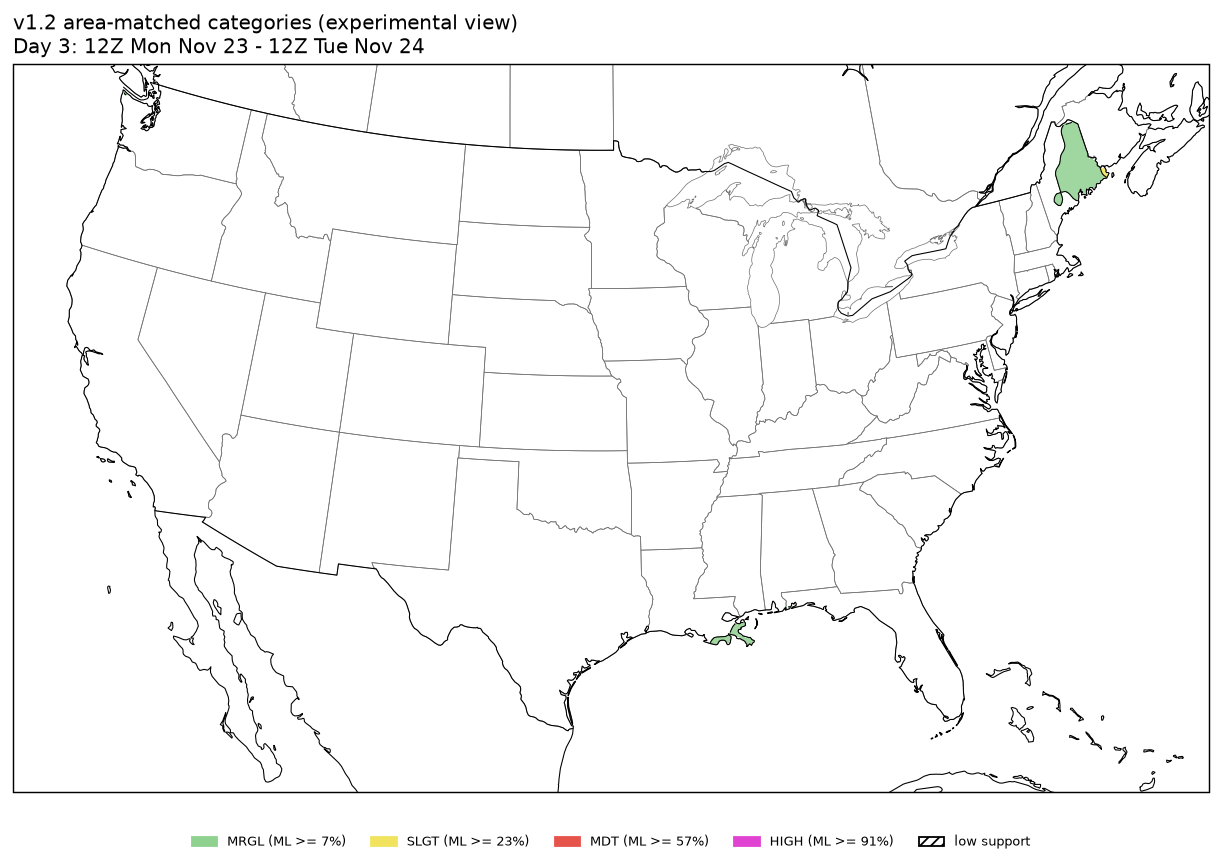 v1.2 area-matched categories (experimental view)
Day 3: 12Z Mon Nov 23 - 12Z Tue Nov 24
MRGL (ML >= 7%)
SLGT (ML >= 23%)
MDT (ML >= 57%)
HIGH (ML >= 91%)
low support